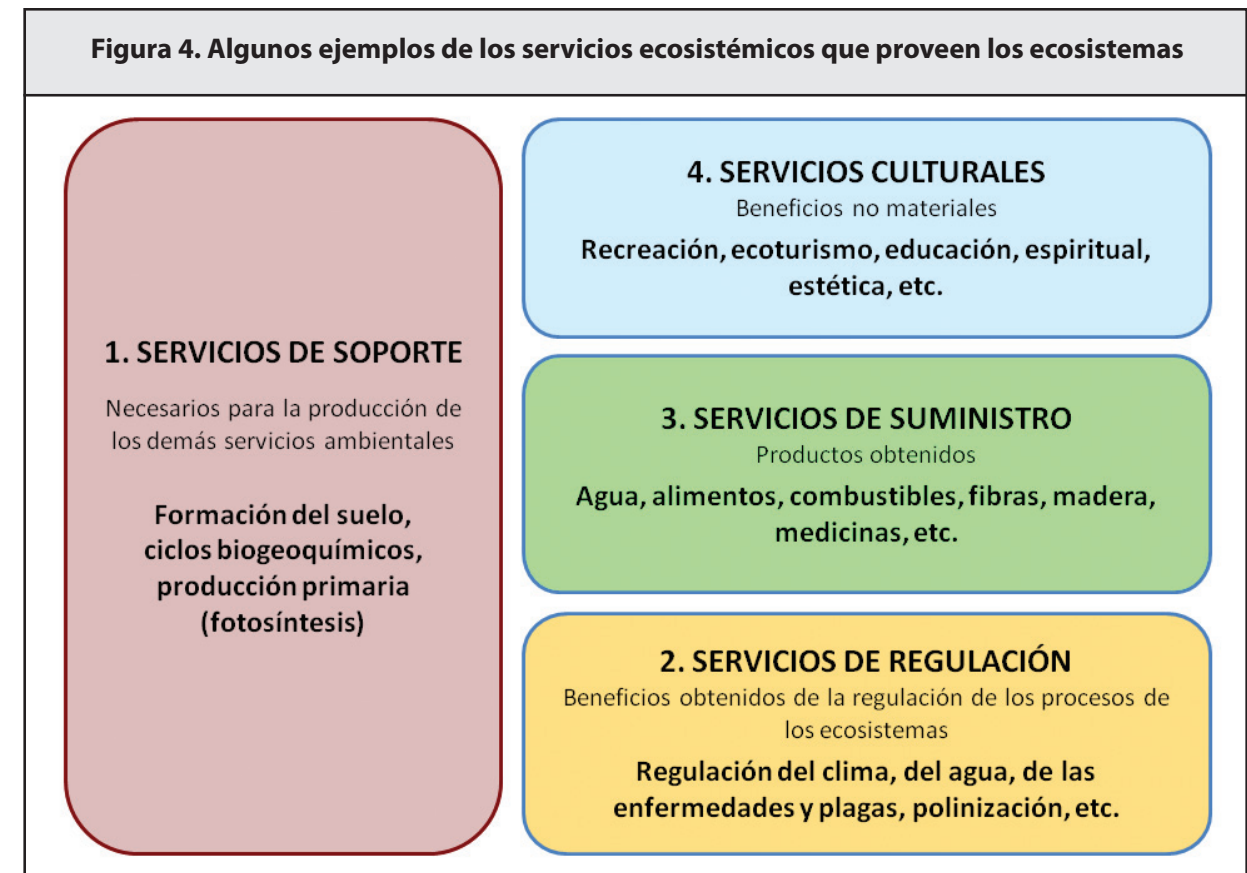 Figura 4. Algunos ejemplos de los servicios ecosistémicos que proveen los ecosistemas
1. SERVICIOS DE SOPORTE
Necesarios para la producción de
los demás servicios ambientales
Formación del suelo,
ciclos biogeoquímicos,
producción primaria
(fotosíntesis)
4. SERVICIOS CULTURALES
Beneficios no materiales
Recreación, ecoturismo, educación, espiritual,
estética, etc.
3. SERVICIOS DE SUMINISTRO
Productos obtenidos
Agua, alimentos, combustibles, fibras, madera,
medicinas, etc.
2. SERVICIOS DE REGULACIÓN
Beneficios obtenidos de la regulación de los procesos de
los ecosistemas
Regulación del clima, del agua, de las
enfermedades y plagas, polinización, etc.